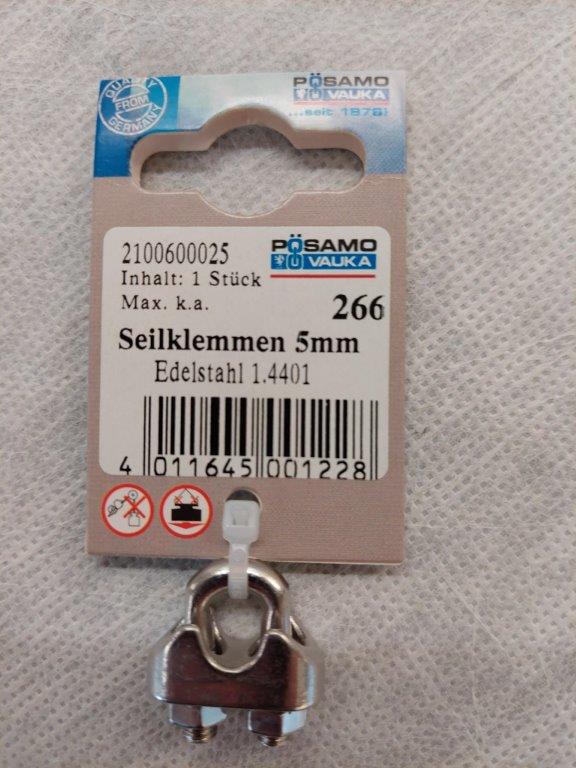 QUALITY
FROM
GERMANY
PÖSAMO
VAUKA
...seit 1878!
2100600025
Inhalt: 1 Stück
Max. k.a.
PÖSAMO
VAUKA
266
Seilklemmen 5mm
Edelstahl 1.4401
4 011645 001228